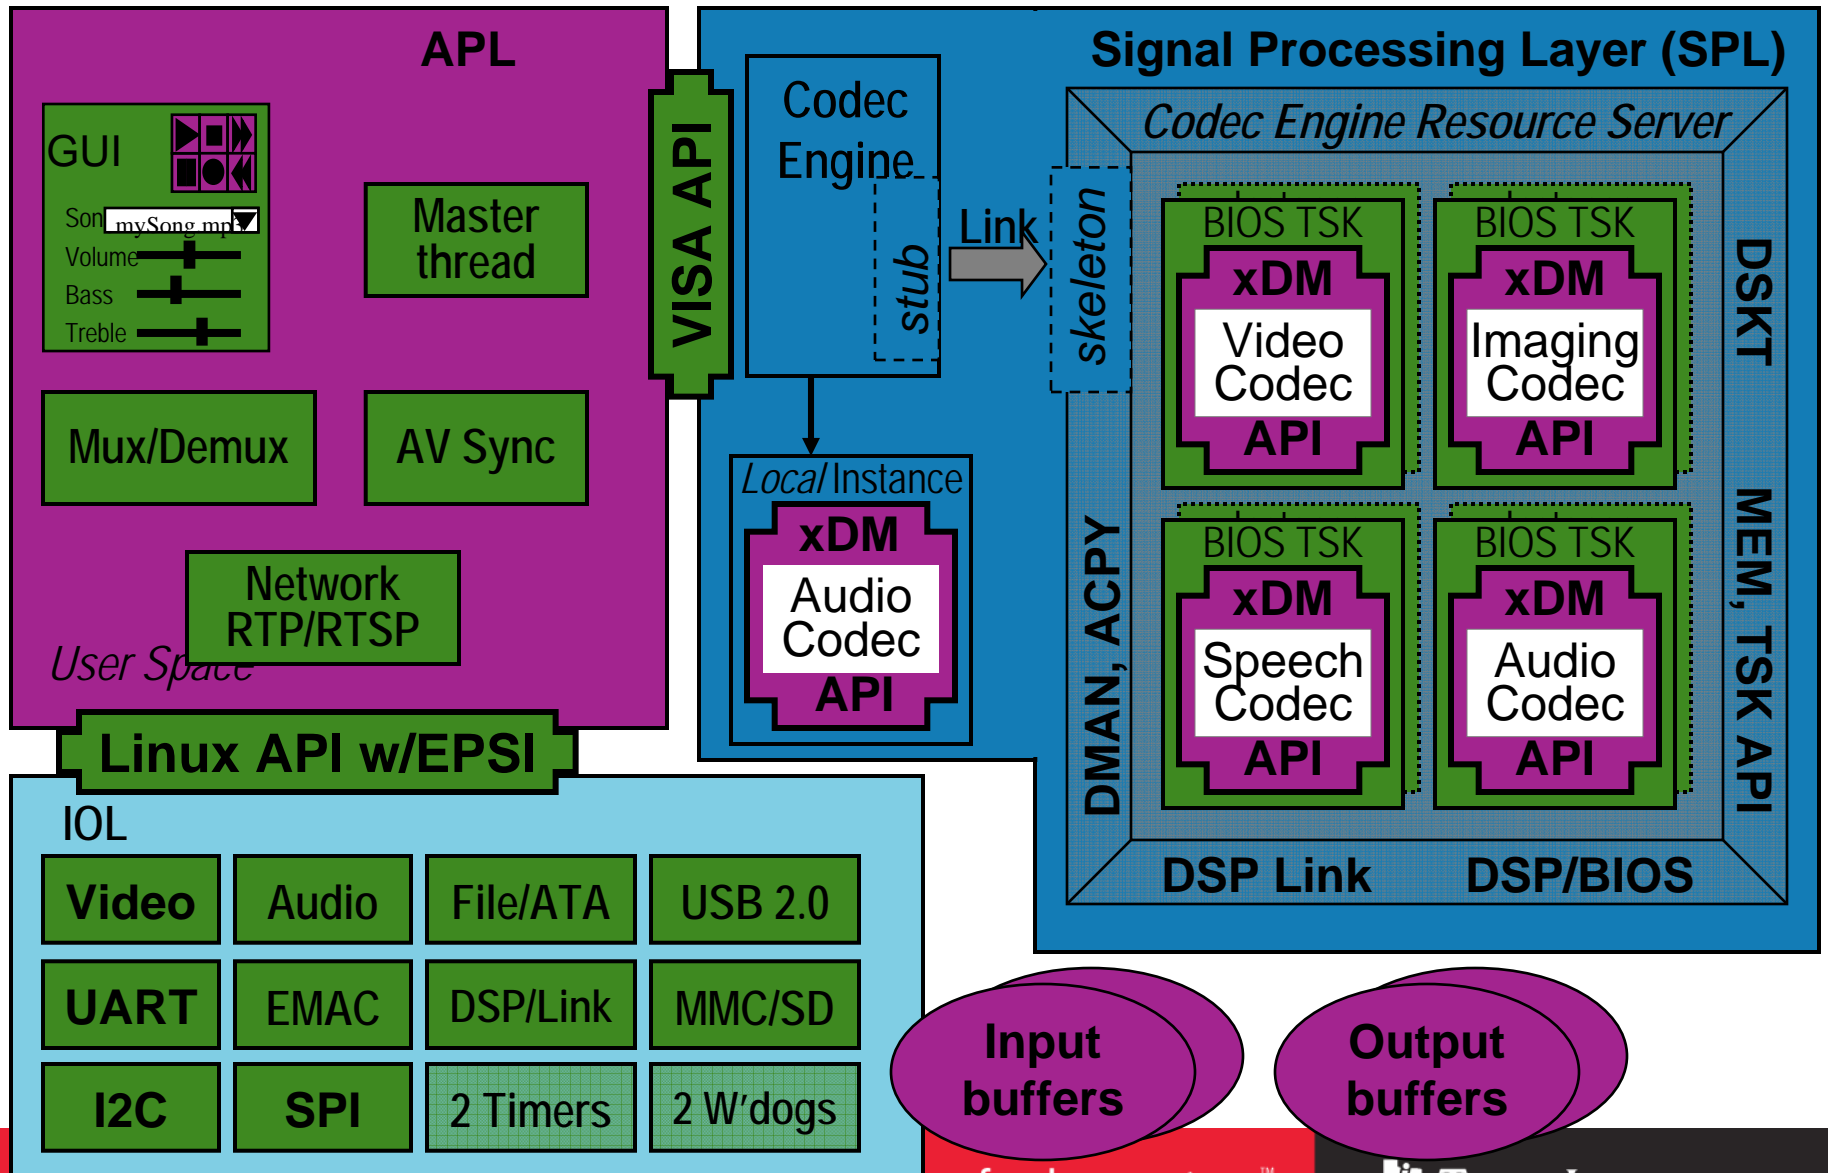 APL
GUI
Son
mySong.mp3
Volume
Bass
Treble
Master
thread
Mux/Demux
AV Sync
Network
RTP/RTSP
User Space
VISA API
Linux API w/EPSI
Signal Processing Layer (SPL)
Codec
Engine
stub
Link
skeleton
Local Instance
xDM
Audio
Codec
API
Codec Engine Resource Server
BIOS TSK
xDM
Video
Codec
API
BIOS TSK
xDM
Imaging
Codec
API
BIOS TSK
xDM
Speech
Codec
API
BIOS TSK
xDM
Audio
Codec
API
DMAN, ACPY
DSKT
MEM, TSK API
DSP Link
DSP/BIOS
IOL
Video
Audio
File/ATA
USB 2.0
UART
EMAC
DSP/Link
MMC/SD
I2C
SPI
2 Timers
2 W'dogs
Input
buffers
Output
buffers